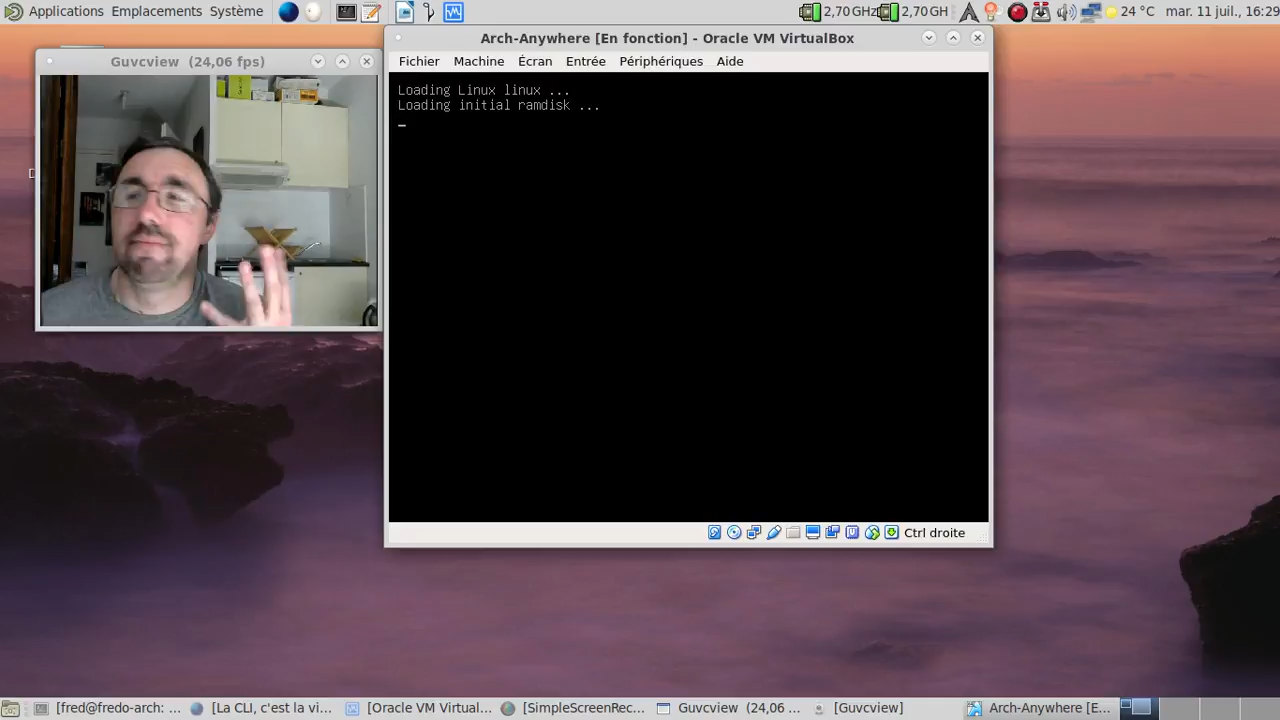 Applications Emplacements Système
2,70 GHz 2,70 GH 24 °C mar. 11 juil., 16:29
Guvcview (24,06 fps)
Arch-Anywhere [En fonction] - Oracle VM VirtualBox
Fichier Machine Écran Entrée Périphériques Aide
Loading Linux linux ...
Loading initial ramdisk ...
Ctrl droite
[fred@fredo-arch: ... [La CLI, c'est la vi... [Oracle VM Virtual... [SimpleScreenRec... Guvcview (24,06 ... [Guvcview] Arch-Anywhere [E...